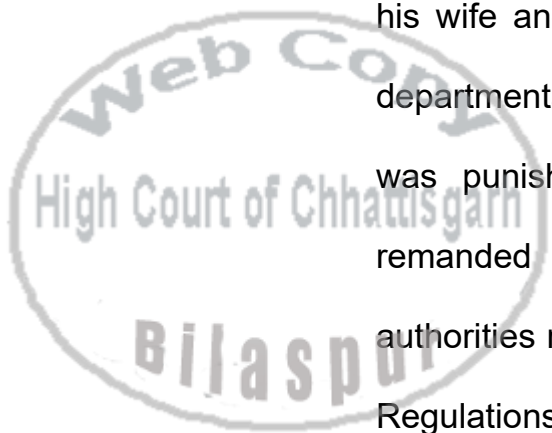 his wife an
department
was punish
remanded
authorities
Regulations
Web Copy
High Court of Chhattisgarh
Bilaspur